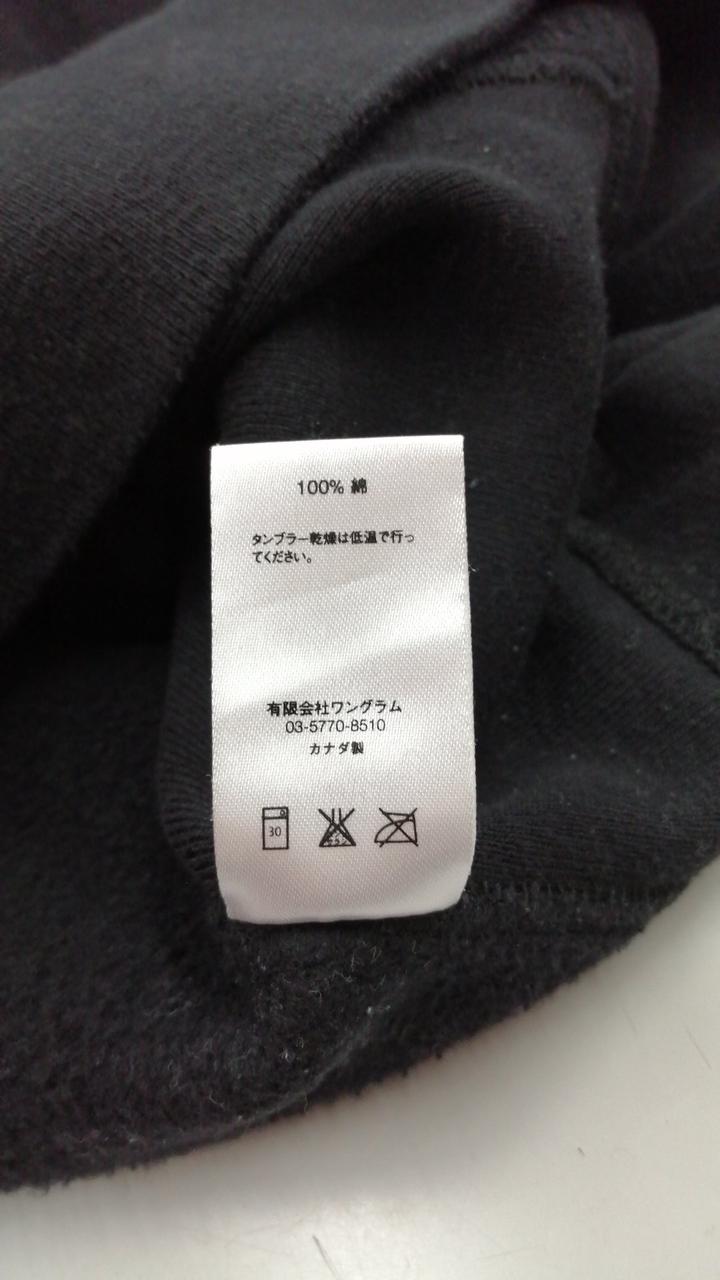 100% 綿
タンブラー乾燥は低温で行っ
てください。
有限会社ワングラム
03-5770-8510
カナダ製
30